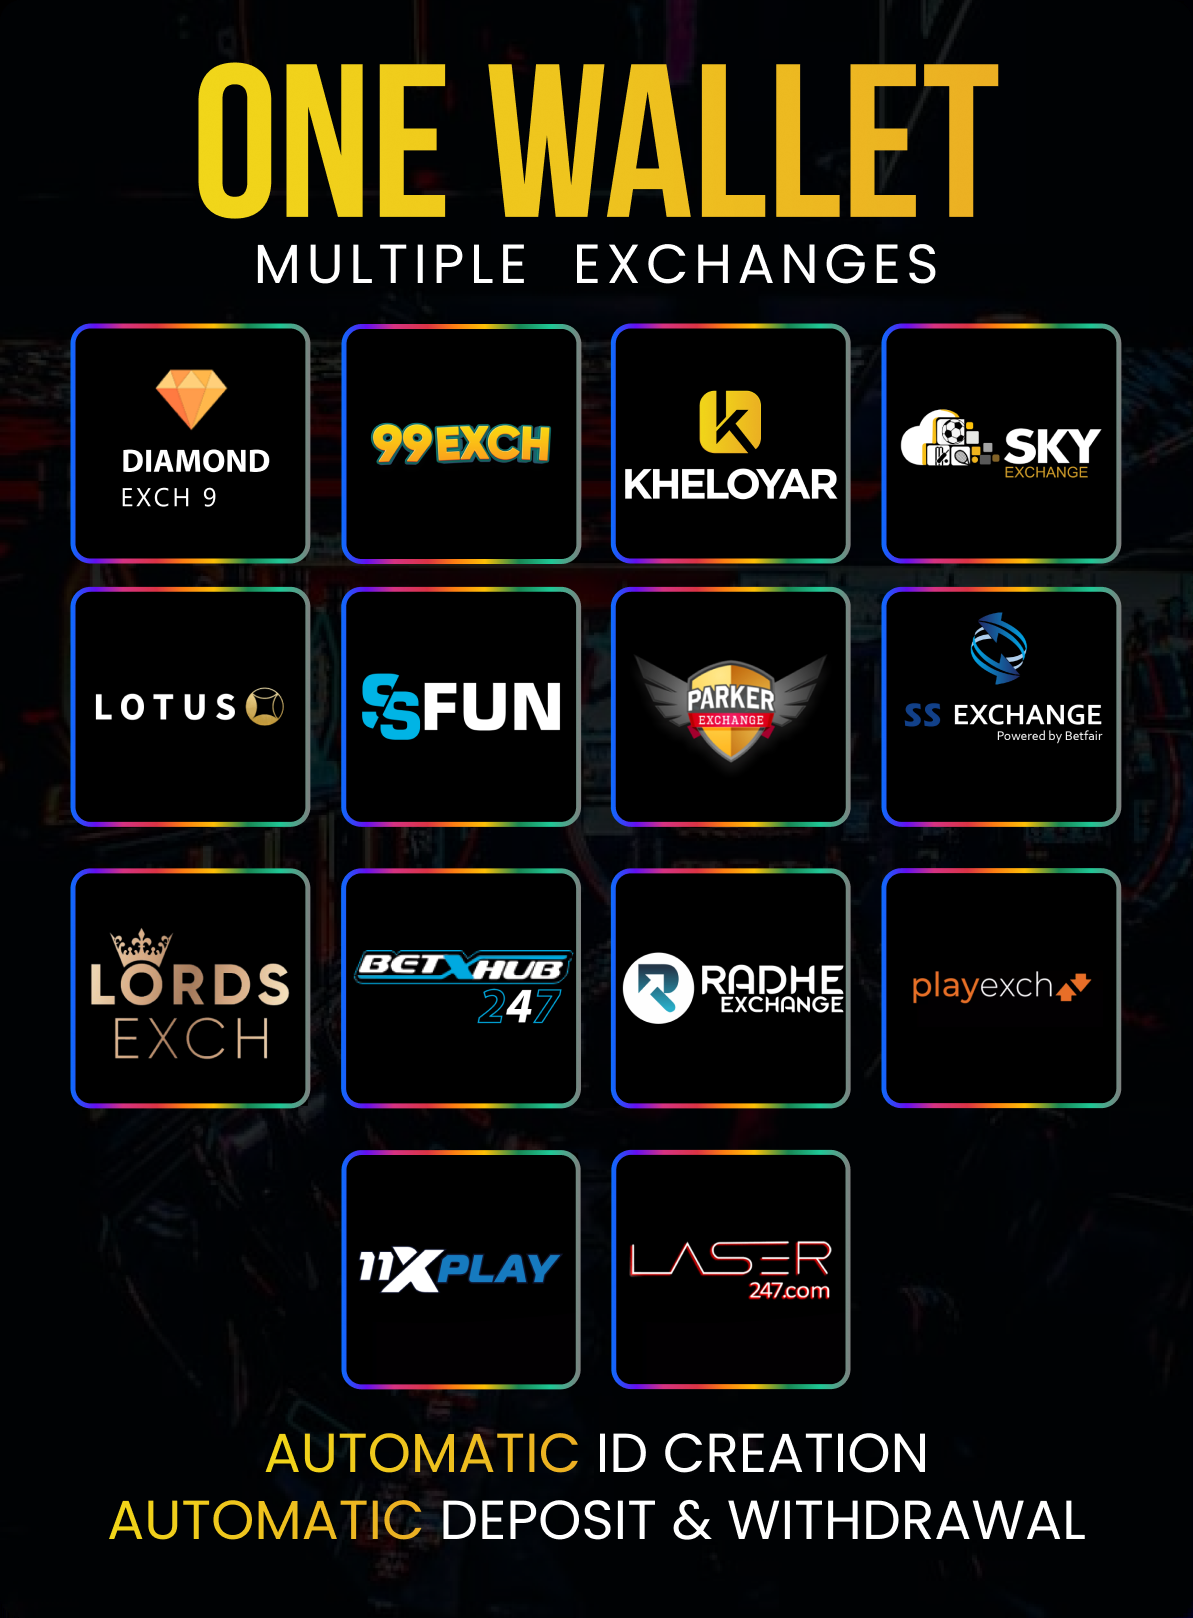 ONE WALLET
MULTIPLE EXCHANGES
DIAMOND
EXCH 9
99EXCH
KHELOYAR
SKY
EXCHANGE
LOTUS
SSFUN
PARKER
EXCHANGE
SS EXCHANGE
Powered by Betfair
LORDS
EXCH
BETXHUB
247
RADHE
EXCHANGE
playexch
11XPLAY
LASER
247.com
AUTOMATIC ID CREATION
AUTOMATIC DEPOSIT & WITHDRAWAL